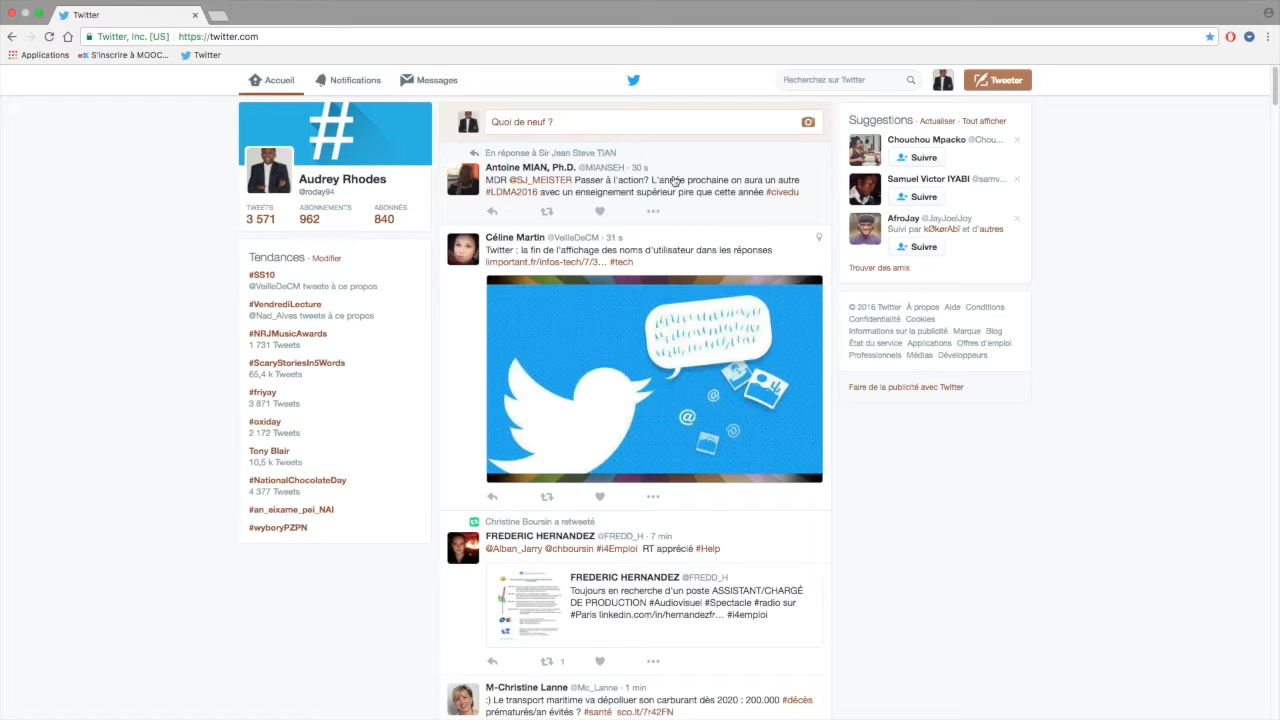 Twitter
Twitter, Inc. [US] https://twitter.com
Applications S'inscrire à MOOC... Twitter
Accueil Notifications Messages
Recherchez sur Twitter
Tweeter
#
Audrey Rhodes
@roday94
TWEETS ABONNEMENTS ABONNÉS
3 571 962 840
Tendances · Modifier
#SS10
@VeilleDeCM tweete à ce propos
#VendrediLecture
@Nad_Alves tweete à ce propos
#NRJMusicAwards
1 731 Tweets
#ScaryStoriesIn5Words
65,4 k Tweets
#friyay
3 871 Tweets
#oxiday
2 172 Tweets
Tony Blair
10,5 k Tweets
#NationalChocolateDay
4 377 Tweets
#an_eixame_pei_NAI
#wyboryPZPN
Quoi de neuf ?
En réponse à Sir Jean Steve TIAN
Antoine MIAN, Ph.D. @MIANSEH · 30 s
MDR @SJ_MEISTER Passer à l'action? L'année prochaine on aura un autre
#LDMA2016 avec un enseignement supérieur pire que cette année #civedu
Céline Martin @VeilleDeCM · 31 s
Twitter : la fin de l'affichage des noms d'utilisateur dans les réponses
limportant.fr/infos-tech/7/3... #tech
@
@
@
Christine Boursin a retweeté
FREDERIC HERNANDEZ @FREDD_H · 7 min
@Alban_Jarry @chboursin #i4Emploi RT apprécié #Help
FREDERIC HERNANDEZ @FREDD_H
Toujours en recherche d'un poste ASSISTANT/CHARGÉ
DE PRODUCTION #Audiovisuel #Spectacle #radio sur
#Paris linkedin.com/in/hernandezfr... #i4emploi
1
M-Christine Lanne @Mc_Lanne · 1 min
:) Le transport maritime va dépolluer son carburant dès 2020 : 200.000 #décès
prématurés/an évités ? #santé sco.lt/7r42FN
Suggestions · Actualiser · Tout afficher
Chouchou Mpacko @Chou...
Suivre
Samuel Victor IYABI @samv...
Suivre
AfroJay @JayJoelJoy
Suivi par kØkørAbî et d'autres
Suivre
Trouver des amis
© 2016 Twitter À propos Aide Conditions
Confidentialité Cookies
Informations sur la publicité Marque Blog
État du service Applications Offres d'emploi
Professionnels Médias Développeurs
Faire de la publicité avec Twitter